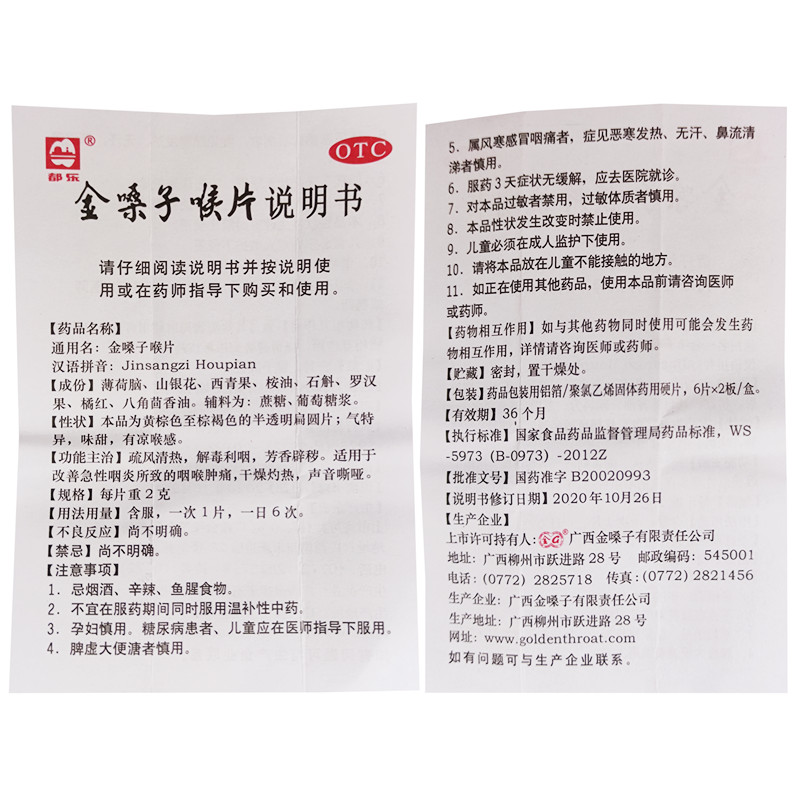 都乐®
OTC
金嗓子喉片说明书
请仔细阅读说明书并按说明使
用或在药师指导下购买和使用。
【药品名称】
通用名：金嗓子喉片
汉语拼音：Jinsangzi Houpian
【成份】薄荷脑、山银花、西青果、桉油、石斛、罗汉
果、橘红、八角茴香油。辅料为：蔗糖、葡萄糖浆。
【性状】本品为黄棕色至棕褐色的半透明扁圆片；气特
异，味甜，有凉喉感。
【功能主治】疏风清热，解毒利咽，芳香辟秽。适用于
改善急性咽炎所致的咽喉肿痛，干燥灼热，声音嘶哑。
【规格】每片重2克
【用法用量】含服，一次1片，一日6次。
【不良反应】尚不明确。
【禁忌】尚不明确。
【注意事项】
1．忌烟酒、辛辣、鱼腥食物。
2．不宜在服药期间同时服用温补性中药。
3．孕妇慎用。糖尿病患者、儿童应在医师指导下服用。
4．脾虚大便溏者慎用。
5．属风寒感冒咽痛者，症见恶寒发热、无汗、鼻流清
涕者慎用。
6．服药3天症状无缓解，应去医院就诊。
7．对本品过敏者禁用，过敏体质者慎用。
8．本品性状发生改变时禁止使用。
9．儿童必须在成人监护下使用。
10．请将本品放在儿童不能接触的地方。
11．如正在使用其他药品，使用本品前请咨询医师
或药师。
【药物相互作用】如与其他药物同时使用可能会发生药
物相互作用，详情请咨询医师或药师。
【贮藏】密封，置干燥处。
【包装】药品包装用铝箔/聚氯乙烯固体药用硬片，6片×2板/盒。
【有效期】36个月
【执行标准】国家食品药品监督管理局药品标准，WS
-5973 (B-0973) -2012Z
【批准文号】国药准字 B20020993
【说明书修订日期】2020年10月26日
【生产企业】
上市许可持有人：®广西金嗓子有限责任公司
地址：广西柳州市跃进路28号 邮政编码：545001
电话：(0772) 2825718 传真：(0772) 2821456
生产企业：广西金嗓子有限责任公司
生产地址：广西柳州市跃进路28号
网址：www.goldenthroat.com
如有问题可与生产企业联系。